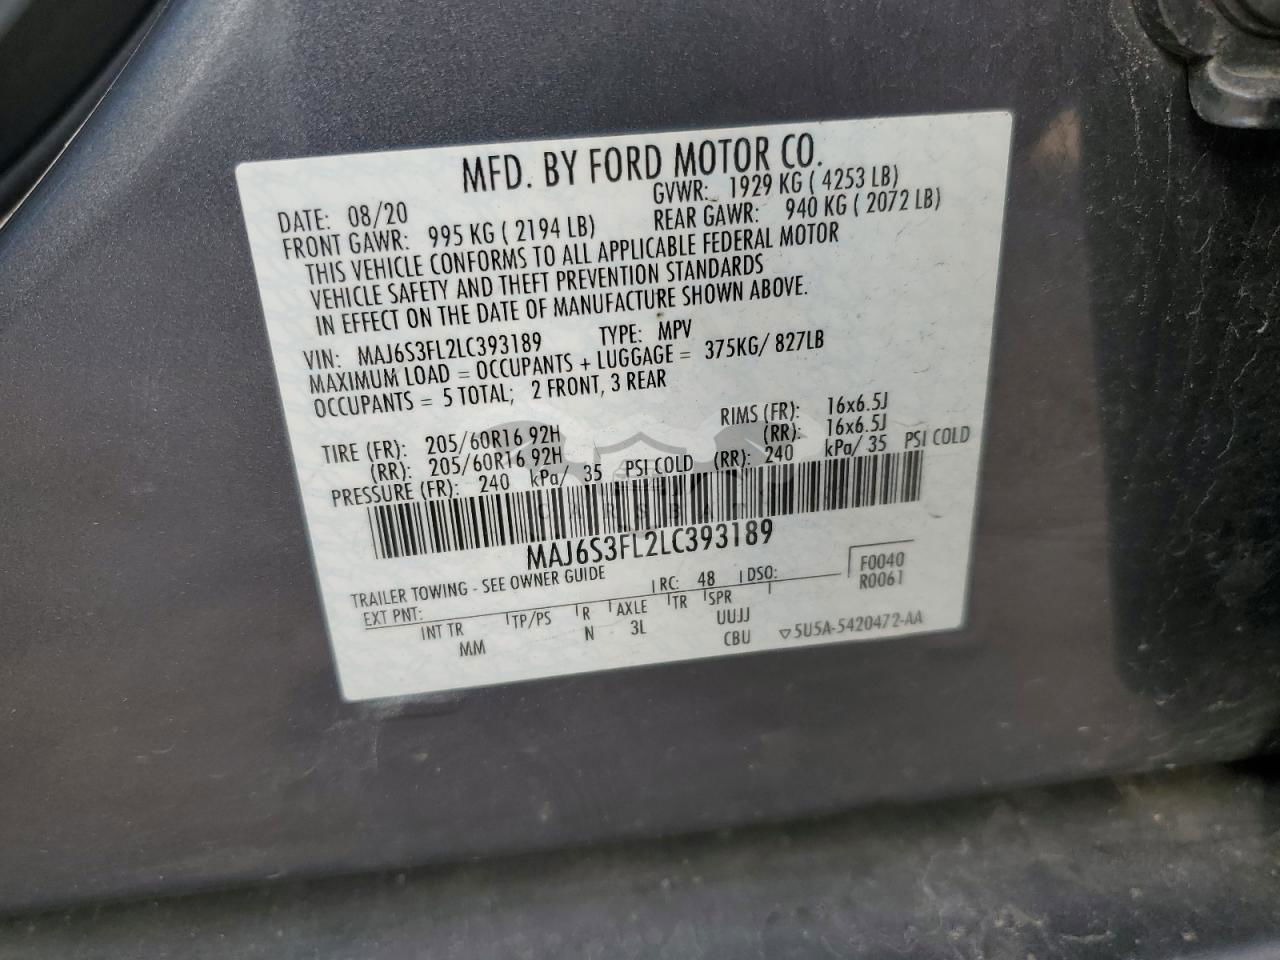 MFD. BY FORD MOTOR CO.
DATE: 08/20 GVWR: 1929 KG ( 4253 LB)
FRONT GAWR: 995 KG ( 2194 LB) REAR GAWR: 940 KG ( 2072 LB)
THIS VEHICLE CONFORMS TO ALL APPLICABLE FEDERAL MOTOR
VEHICLE SAFETY AND THEFT PREVENTION STANDARDS
IN EFFECT ON THE DATE OF MANUFACTURE SHOWN ABOVE.
VIN: MAJ6S3FL2LC393189 TYPE: MPV
MAXIMUM LOAD = OCCUPANTS + LUGGAGE = 375KG/ 827LB
OCCUPANTS = 5 TOTAL; 2 FRONT, 3 REAR
TIRE (FR): 205/60R16 92H RIMS (FR): 16x6.5J
(RR): 205/60R16 92H (RR): 16x6.5J
PRESSURE (FR): 240 kPa/ 35 PSI COLD (RR): 240 kPa/ 35 PSI COLD
MAJ6S3FL2LC393189
TRAILER TOWING - SEE OWNER GUIDE
EXT PNT: RC: 48 DSO: F0040
R0061
INT TR TP/PS R AXLE TR SPR
MM N 3L UUJJ
CBU ▽5U5A-5420472-AA